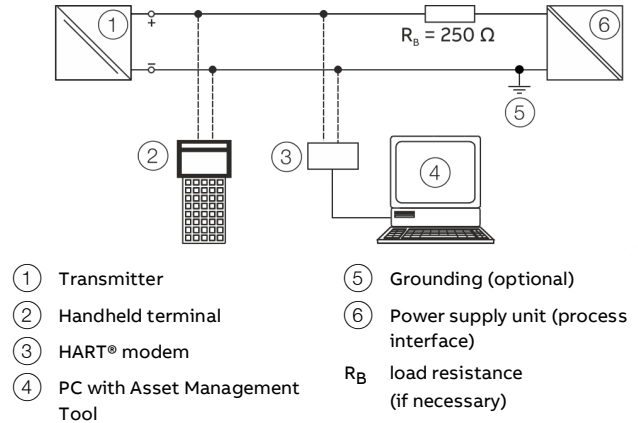 1
+
–
R_B = 250 Ω
6
5
2
3
4
1 Transmitter
2 Handheld terminal
3 HART® modem
4 PC with Asset Management
Tool
5 Grounding (optional)
6 Power supply unit (process
interface)
R_B load resistance
(if necessary)